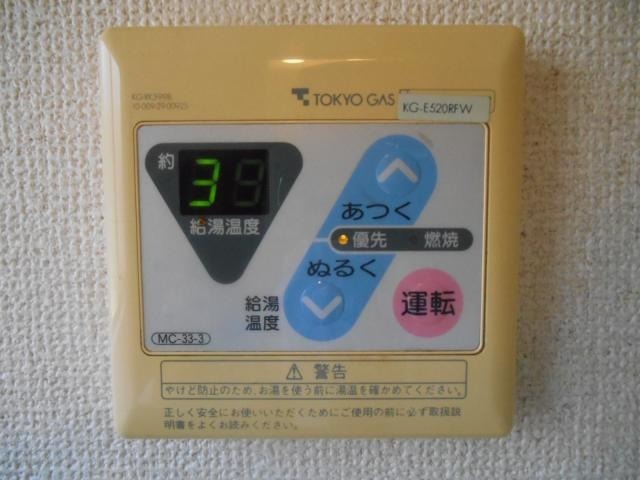 TOKYO GAS
KG-E520RFW
約
3
給湯温度
あつく
優先 燃焼
ぬるく
給湯
温度
運転
MC-33-3
警告
やけど防止のため、お湯を使う前に湯温を確かめてください。
正しく安全にお使いいただくためにご使用の前に必ず取扱説
明書をよくお読みください。